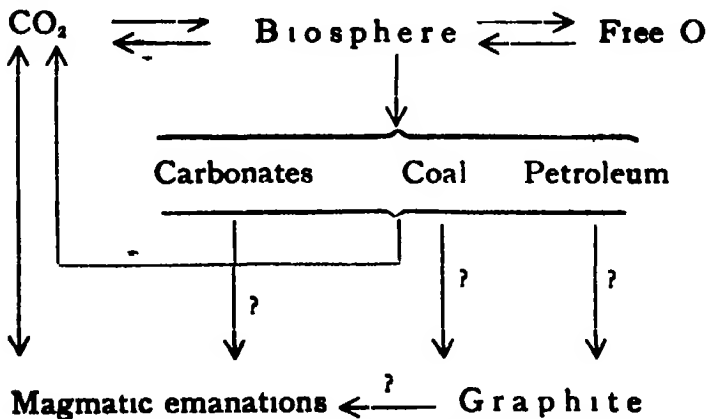 CO₂ Biosphere Free O
Carbonates Coal Petroleum
? ? ?
?
Magmatic emanations Graphite